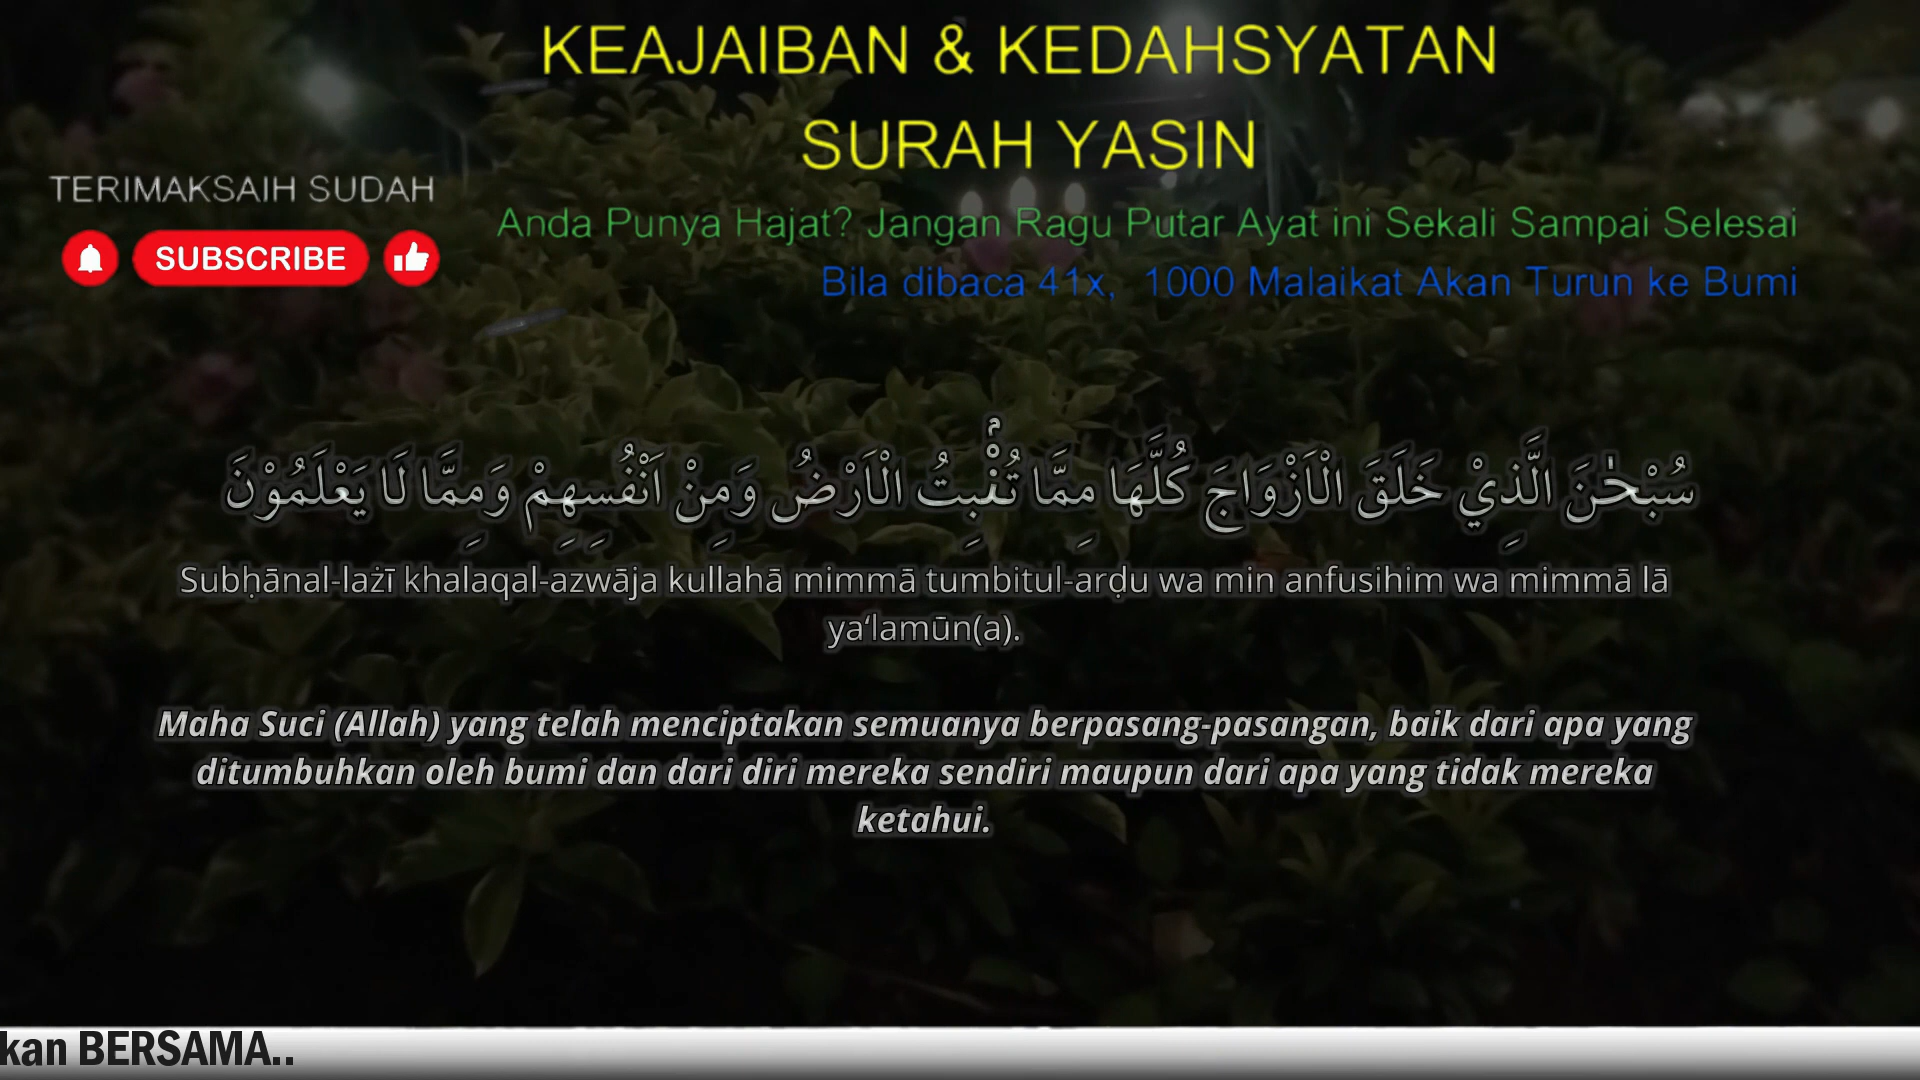 KEAJAIBAN & KEDAHSYATAN
SURAH YASIN
TERIMAKSAIH SUDAH
SUBSCRIBE
Anda Punya Hajat? Jangan Ragu Putar Ayat ini Sekali Sampai Selesai
Bila dibaca 41x, 1000 Malaikat Akan Turun ke Bumi
سُبْحٰنَ الَّذِيْ خَلَقَ الْاَزْوَاجَ كُلَّهَا مِمَّا تُنْۢبِتُ الْاَرْضُ وَمِنْ اَنْفُسِهِمْ وَمِمَّا لَا يَعْلَمُوْنَ
Subḥānal-lażī khalaqal-azwāja kullahā mimmā tumbitul-arḍu wa min anfusihim wa mimmā lā
ya‘lamūn(a).
Maha Suci (Allah) yang telah menciptakan semuanya berpasang-pasangan, baik dari apa yang
ditumbuhkan oleh bumi dan dari diri mereka sendiri maupun dari apa yang tidak mereka
ketahui.
kan BERSAMA..